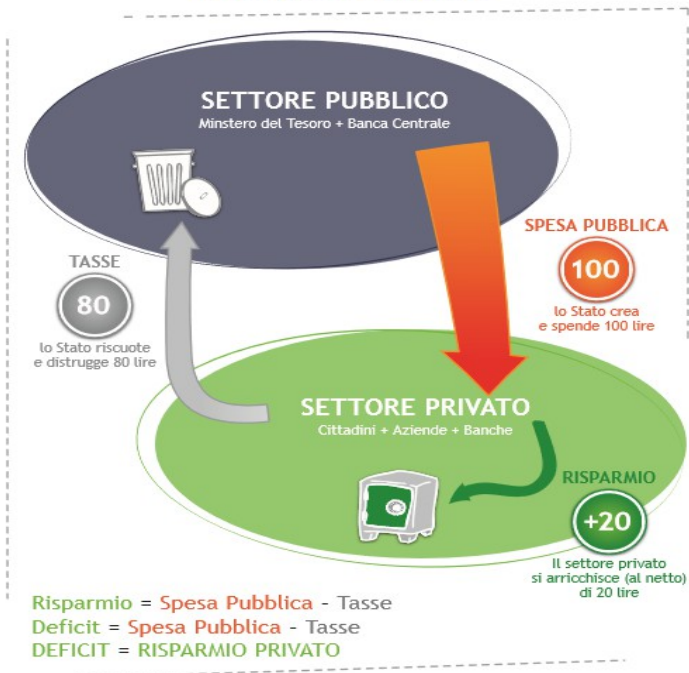 SETTORE PUBBLICO
Minstero del Tesoro + Banca Centrale
SPESA PUBBLICA
100
lo Stato crea
e spende 100 lire
TASSE
80
lo Stato riscuote
e distrugge 80 lire
SETTORE PRIVATO
Cittadini + Aziende + Banche
RISPARMIO
+20
Il settore privato
si arricchisce (al netto)
di 20 lire
Risparmio = Spesa Pubblica - Tasse
Deficit = Spesa Pubblica - Tasse
DEFICIT = RISPARMIO PRIVATO